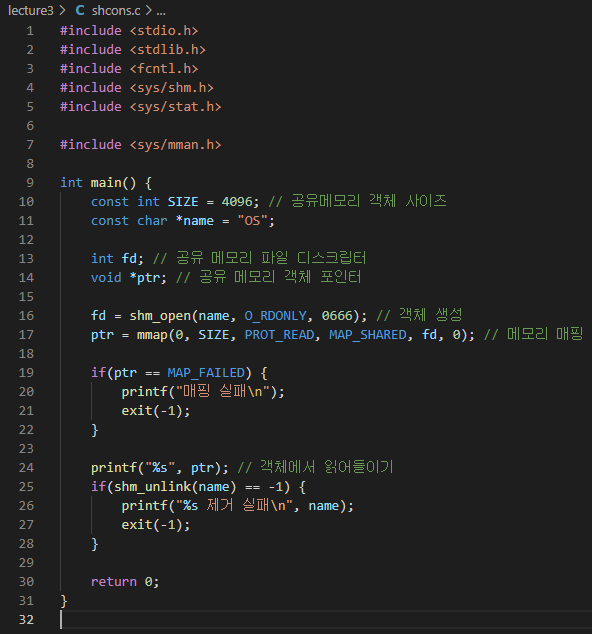 lecture3 > C shcons.c > ...
1 #include <stdio.h>
2 #include <stdlib.h>
3 #include <fcntl.h>
4 #include <sys/shm.h>
5 #include <sys/stat.h>
6
7 #include <sys/mman.h>
8
9 int main() {
10     const int SIZE = 4096; // 공유메모리 객체 사이즈
11     const char *name = "OS";
12
13     int fd; // 공유 메모리 파일 디스크립터
14     void *ptr; // 공유 메모리 객체 포인터
15
16     fd = shm_open(name, O_RDONLY, 0666); // 객체 생성
17     ptr = mmap(0, SIZE, PROT_READ, MAP_SHARED, fd, 0); // 메모리 매핑
18
19     if(ptr == MAP_FAILED) {
20         printf("매핑 실패\n");
21         exit(-1);
22     }
23
24     printf("%s", ptr); // 객체에서 읽어들이기
25     if(shm_unlink(name) == -1) {
26         printf("%s 제거 실패\n", name);
27         exit(-1);
28     }
29
30     return 0;
31 }
32